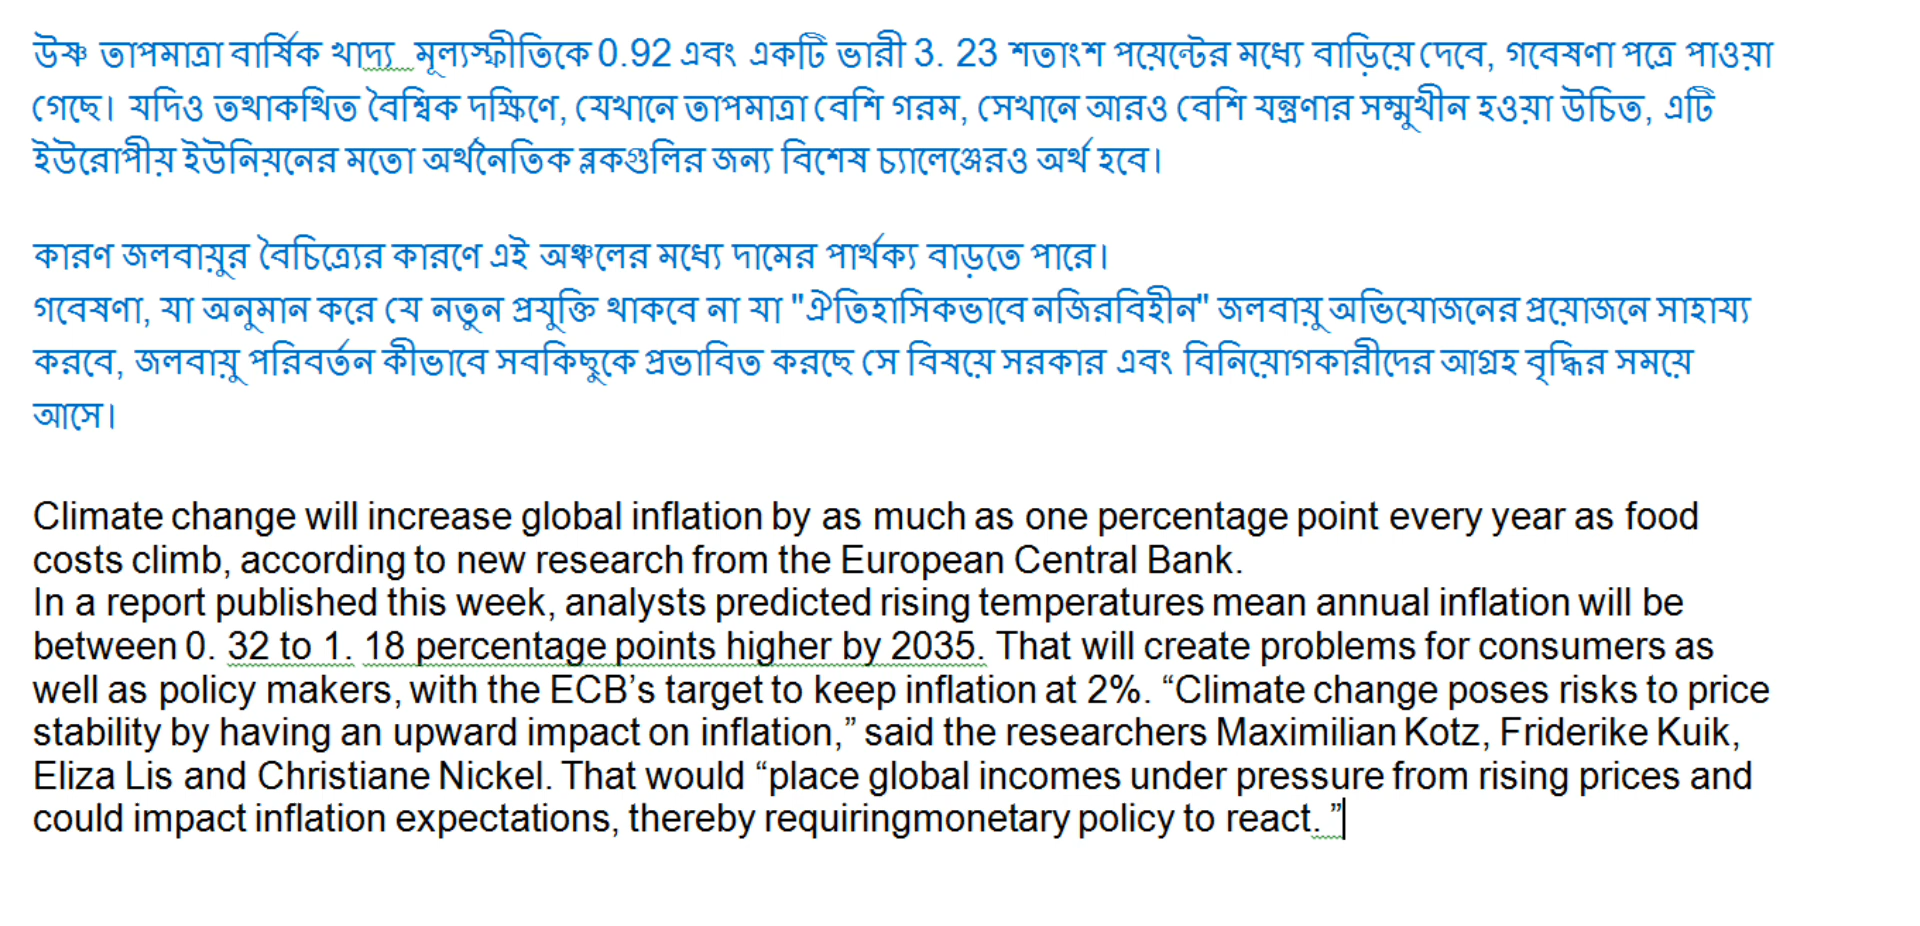 উষ্ণ তাপমাত্রা বার্ষিক খাদ্য মূল্যস্ফীতিকে 0.92 এবং একটি ভারী 3. 23 শতাংশ পয়েন্টের মধ্যে বাড়িয়ে দেবে, গবেষণা পত্রে পাওয়া
গেছে। যদিও তথাকথিত বৈশ্বিক দক্ষিণে, যেখানে তাপমাত্রা বেশি গরম, সেখানে আরও বেশি যন্ত্রণার সম্মুখীন হওয়া উচিত, এটি
ইউরোপীয় ইউনিয়নের মতো অর্থনৈতিক ব্লকগুলির জন্য বিশেষ চ্যালেঞ্জেরও অর্থ হবে।
কারণ জলবায়ুর বৈচিত্র্যের কারণে এই অঞ্চলের মধ্যে দামের পার্থক্য বাড়তে পারে।
গবেষণা, যা অনুমান করে যে নতুন প্রযুক্তি থাকবে না যা "ঐতিহাসিকভাবে নজিরবিহীন" জলবায়ু অভিযোজনের প্রয়োজনে সাহায্য
করবে, জলবায়ু পরিবর্তন কীভাবে সবকিছুকে প্রভাবিত করছে সে বিষয়ে সরকার এবং বিনিয়োগকারীদের আগ্রহ বৃদ্ধির সময়ে
আসে।
Climate change will increase global inflation by as much as one percentage point every year as food
costs climb, according to new research from the European Central Bank.
In a report published this week, analysts predicted rising temperatures mean annual inflation will be
between 0. 32 to 1. 18 percentage points higher by 2035. That will create problems for consumers as
well as policy makers, with the ECB’s target to keep inflation at 2%. “Climate change poses risks to price
stability by having an upward impact on inflation,” said the researchers Maximilian Kotz, Friderike Kuik,
Eliza Lis and Christiane Nickel. That would “place global incomes under pressure from rising prices and
could impact inflation expectations, thereby requiringmonetary policy to react. ”